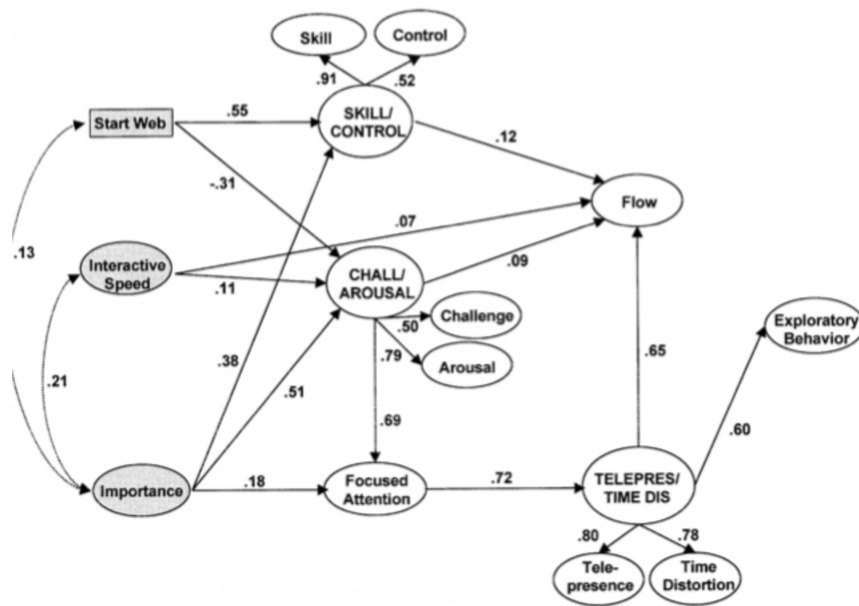 Skill
Control
.91
.52
Start Web
.55
SKILL/
CONTROL
.12
-.31
Flow
.13
.07
Interactive
Speed
.11
CHALL/
AROUSAL
.09
.50
Challenge
Exploratory
Behavior
.79
Arousal
.38
.65
.21
.51
.69
.60
Importance
.18
Focused
Attention
.72
TELEPRES/
TIME DIS
.80
.78
Tele-
presence
Time
Distortion